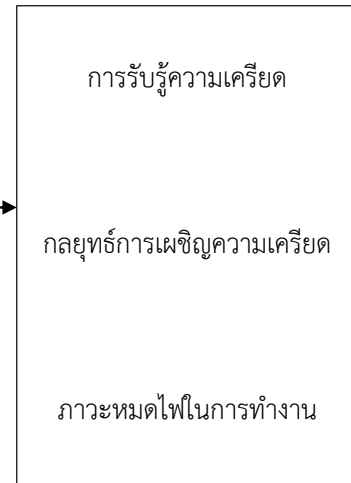 การรับรู้ความเครียด
กลยุทธ์การเผชิญความเครียด
ภาวะหมดไฟในการทำงาน